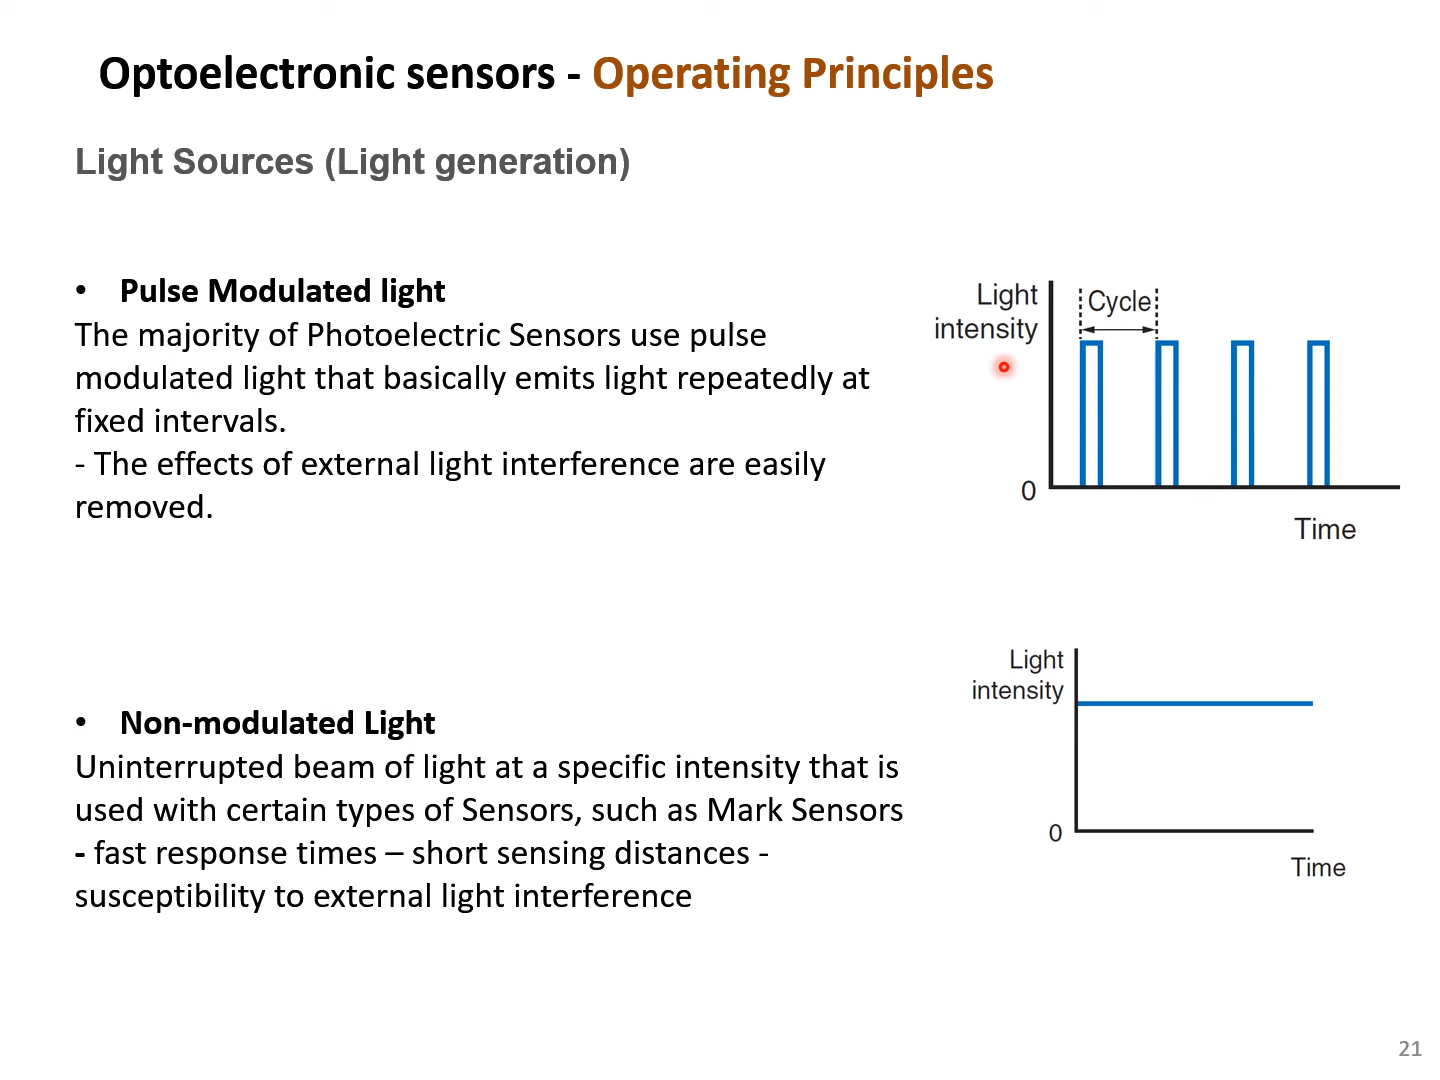 Optoelectronic sensors - Operating Principles
Light Sources (Light generation)
• Pulse Modulated light
The majority of Photoelectric Sensors use pulse
modulated light that basically emits light repeatedly at
fixed intervals.
- The effects of external light interference are easily
removed.
Light
intensity
Cycle
0
Time
• Non-modulated Light
Uninterrupted beam of light at a specific intensity that is
used with certain types of Sensors, such as Mark Sensors
- fast response times – short sensing distances -
susceptibility to external light interference
Light
intensity
0
Time
21